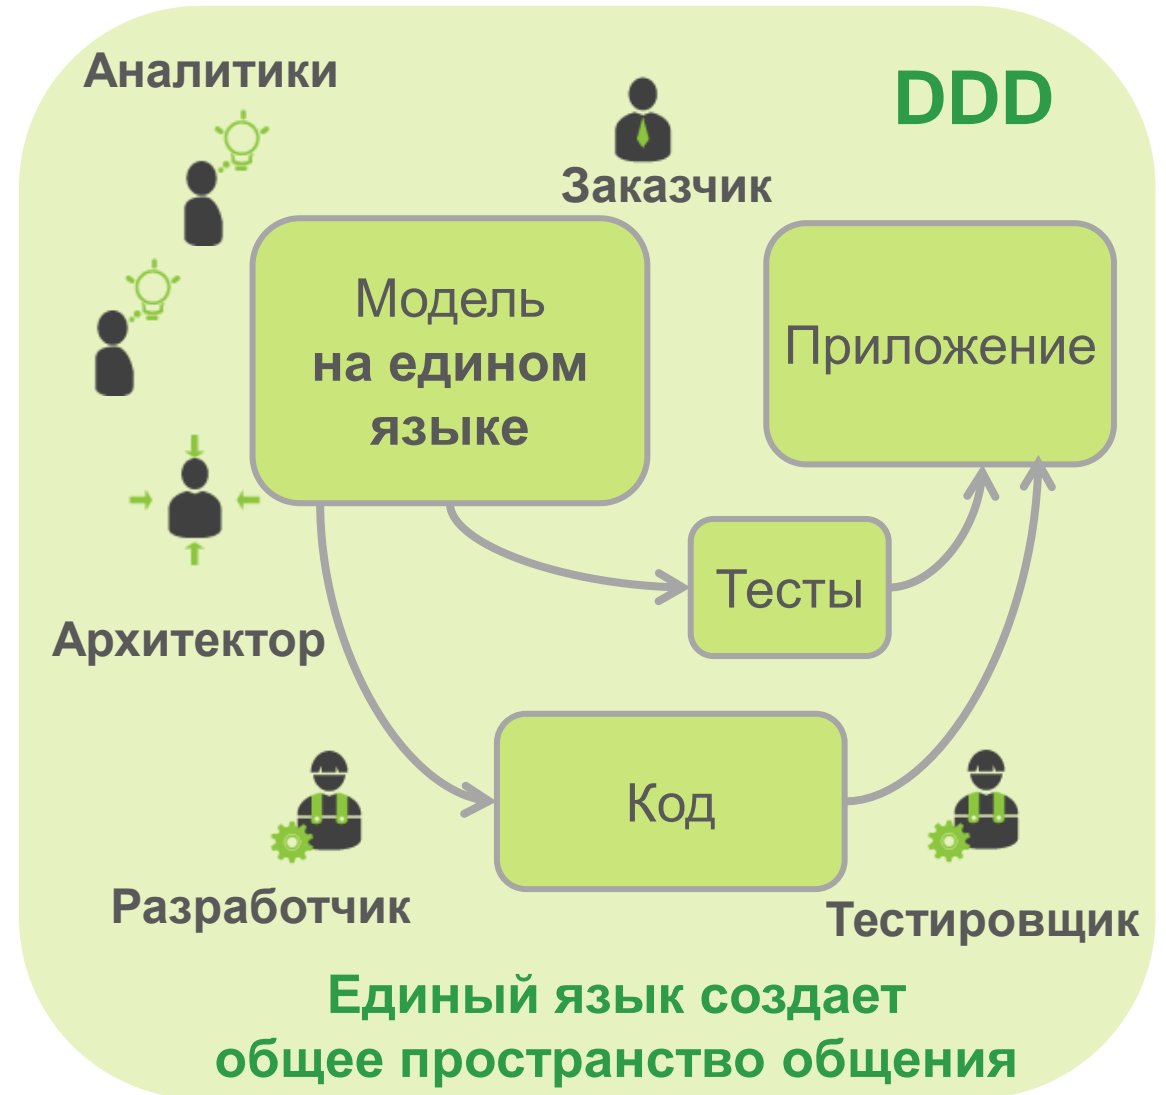 Аналитики
DDD
Заказчик
Модель
на едином
языке
Приложение
Тесты
Архитектор
Код
Разработчик
Тестировщик
Единый язык создает
общее пространство общения